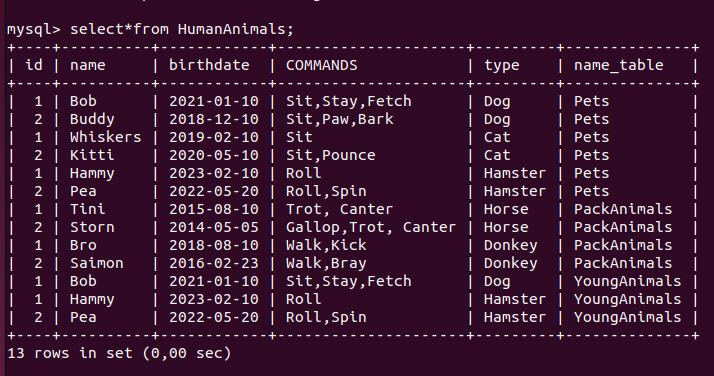 mysql> select*from HumanAnimals;
+----+----------+------------+----------------------+---------+--------------+
| id | name     | birthdate  | COMMANDS             | type    | name_table   |
+----+----------+------------+----------------------+---------+--------------+
|  1 | Bob      | 2021-01-10 | Sit,Stay,Fetch       | Dog     | Pets         |
|  2 | Buddy    | 2018-12-10 | Sit,Paw,Bark         | Dog     | Pets         |
|  1 | Whiskers | 2019-02-10 | Sit                  | Cat     | Pets         |
|  2 | Kitti    | 2020-05-10 | Sit,Pounce           | Cat     | Pets         |
|  1 | Hammy    | 2023-02-10 | Roll                 | Hamster | Pets         |
|  2 | Pea      | 2022-05-20 | Roll,Spin            | Hamster | Pets         |
|  1 | Tini     | 2015-08-10 | Trot, Canter         | Horse   | PackAnimals  |
|  2 | Storn    | 2014-05-05 | Gallop,Trot, Canter  | Horse   | PackAnimals  |
|  1 | Bro      | 2018-08-10 | Walk,Kick            | Donkey  | PackAnimals  |
|  2 | Saimon   | 2016-02-23 | Walk,Bray            | Donkey  | PackAnimals  |
|  1 | Bob      | 2021-01-10 | Sit,Stay,Fetch       | Dog     | YoungAnimals |
|  1 | Hammy    | 2023-02-10 | Roll                 | Hamster | YoungAnimals |
|  2 | Pea      | 2022-05-20 | Roll,Spin            | Hamster | YoungAnimals |
+----+----------+------------+----------------------+---------+--------------+
13 rows in set (0,00 sec)